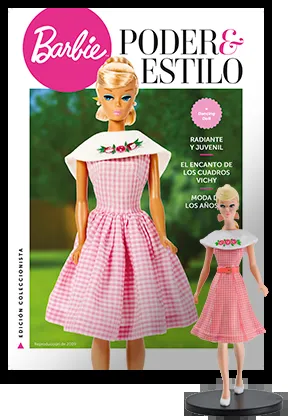 Barbie
PODER&
ESTILO
Dancing
Doll
RADIANTE
Y JUVENIL
EL ENCANTO DE
LOS CUADROS
VICHY
MODA D
LOS AÑOS
EDICIÓN COLECCIONISTA